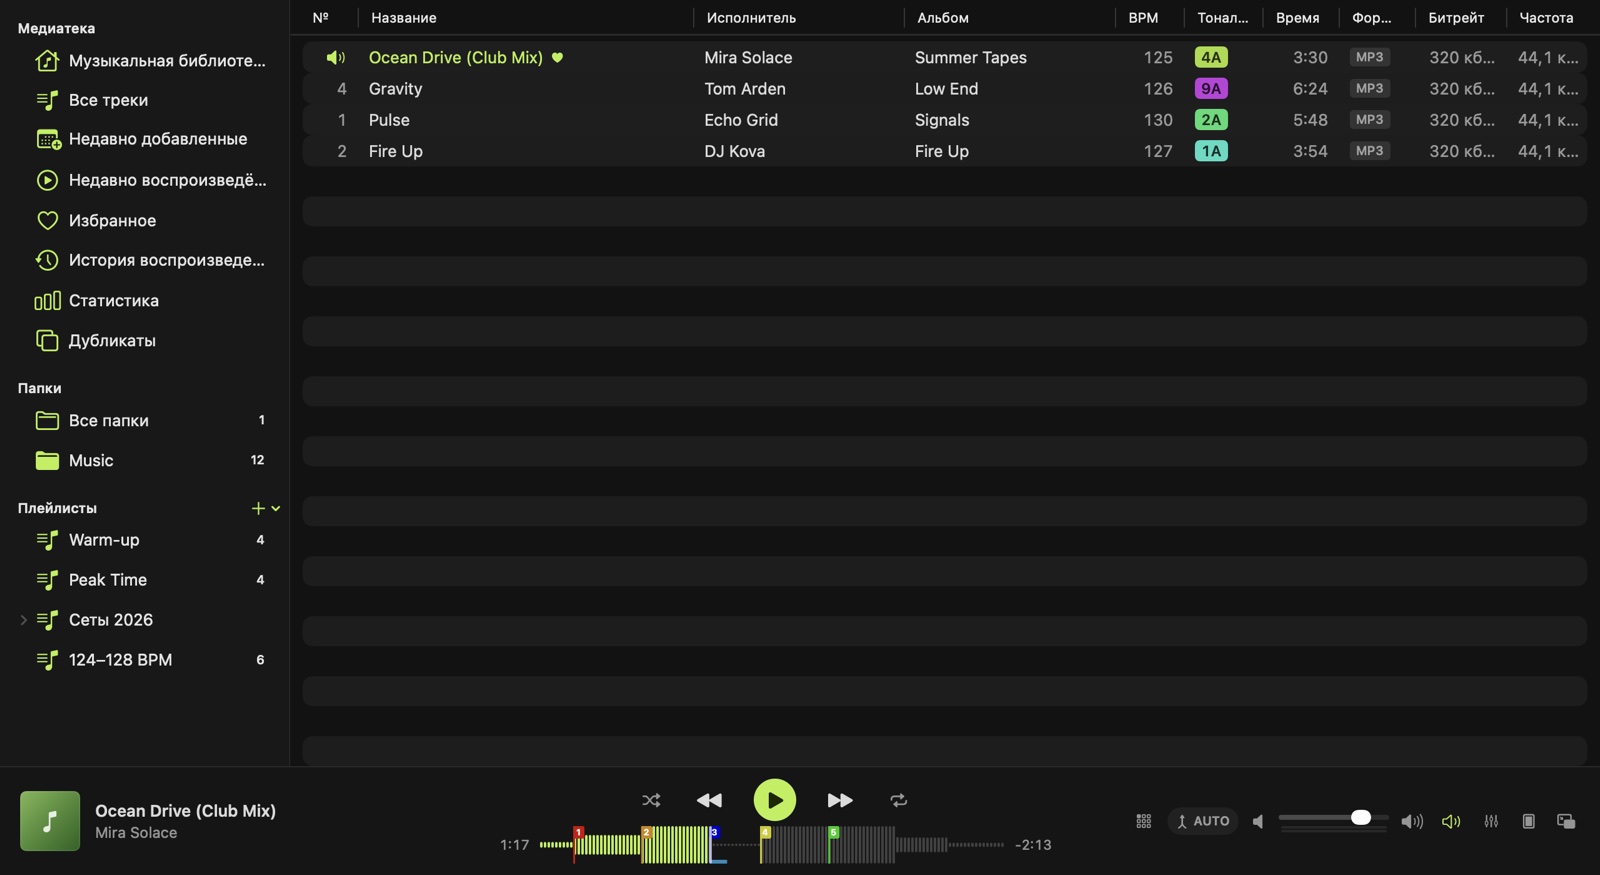 Медиатека
Музыкальная библиоте...
Все треки
Недавно добавленные
Недавно воспроизведё...
Избранное
История воспроизведе...
Статистика
Дубликаты
Папки
Все папки 1
Music 12
Плейлисты
Warm-up 4
Peak Time 4
Сеты 2026
124–128 BPM 6
№ Название Исполнитель Альбом BPM Тонал... Время Фор... Битрейт Частота
Ocean Drive (Club Mix) Mira Solace Summer Tapes 125 4A 3:30 MP3 320 кб... 44,1 к...
4 Gravity Tom Arden Low End 126 9A 6:24 MP3 320 кб... 44,1 к...
1 Pulse Echo Grid Signals 130 2A 5:48 MP3 320 кб... 44,1 к...
2 Fire Up DJ Kova Fire Up 127 1A 3:54 MP3 320 кб... 44,1 к...
Ocean Drive (Club Mix)
Mira Solace
1 2 3 4 5
1:17 -2:13
AUTO